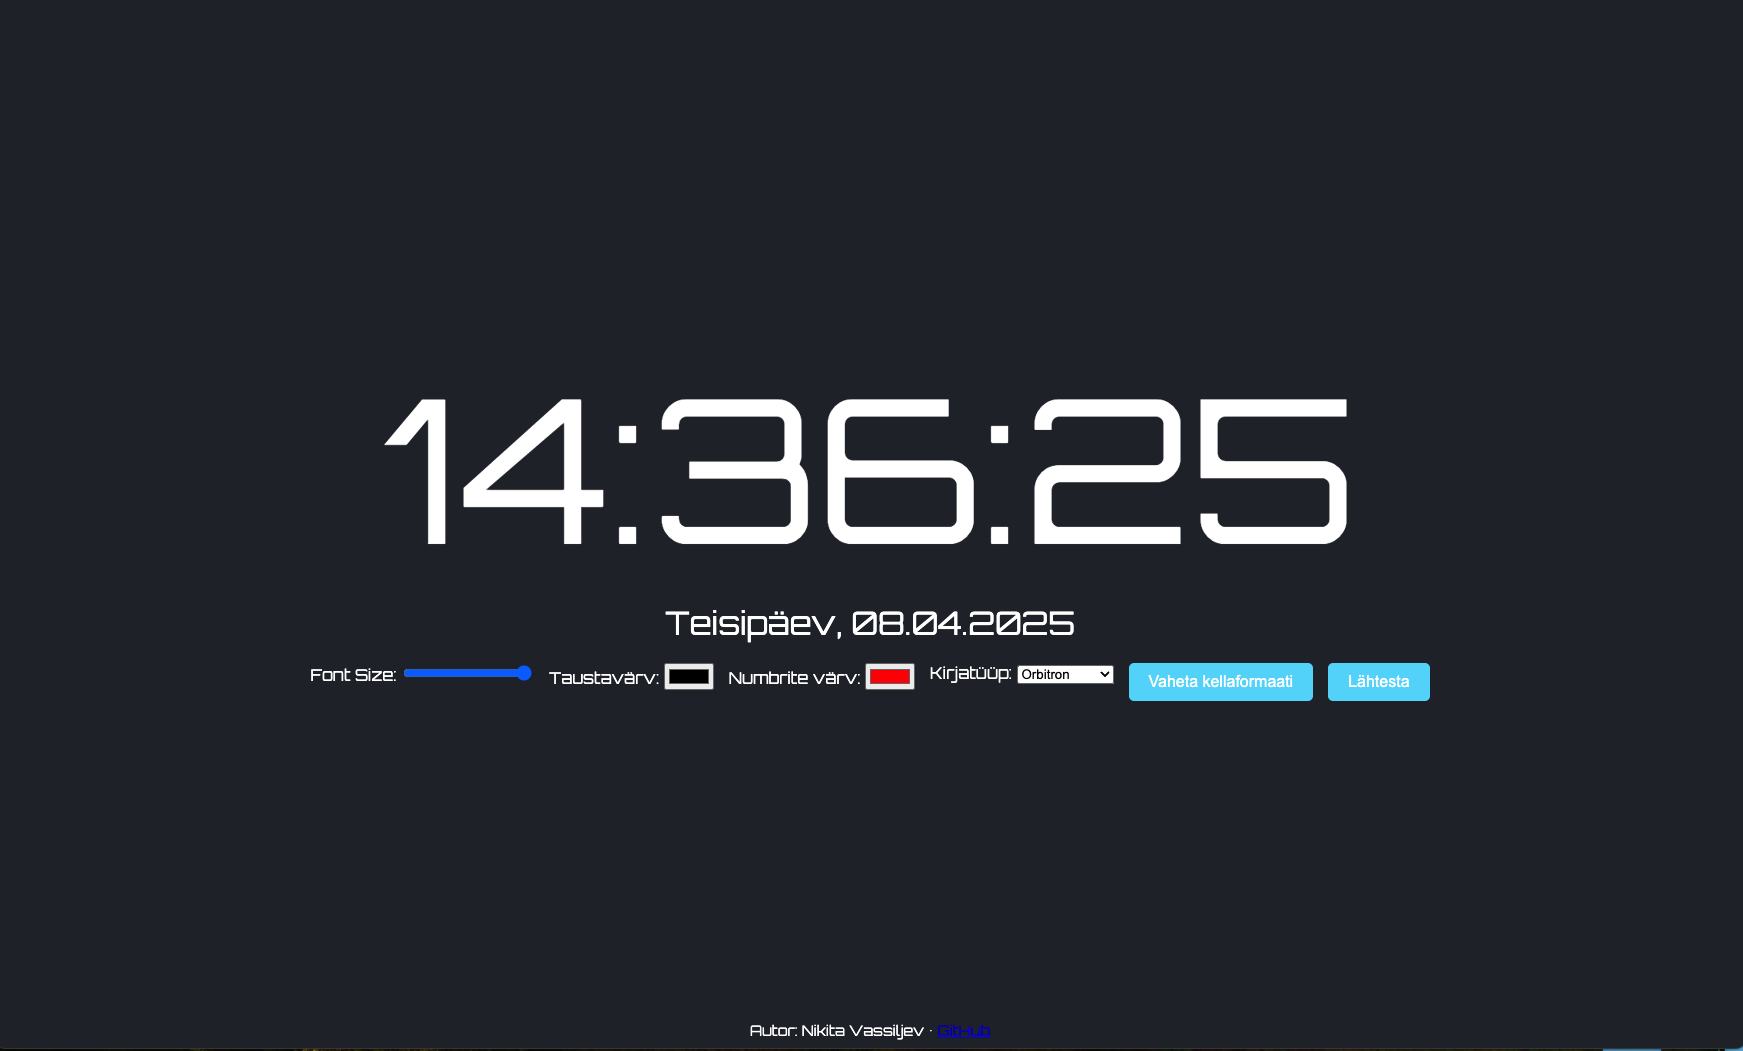 14:36:25
Teisipäev, 08.04.2025
Font Size: Taustavärv: Numbrite värv: Kirjatüüp: Orbitron Vaheta kellaformaati Lähtesta
Autor: Nikita Vassiljev · GitHub